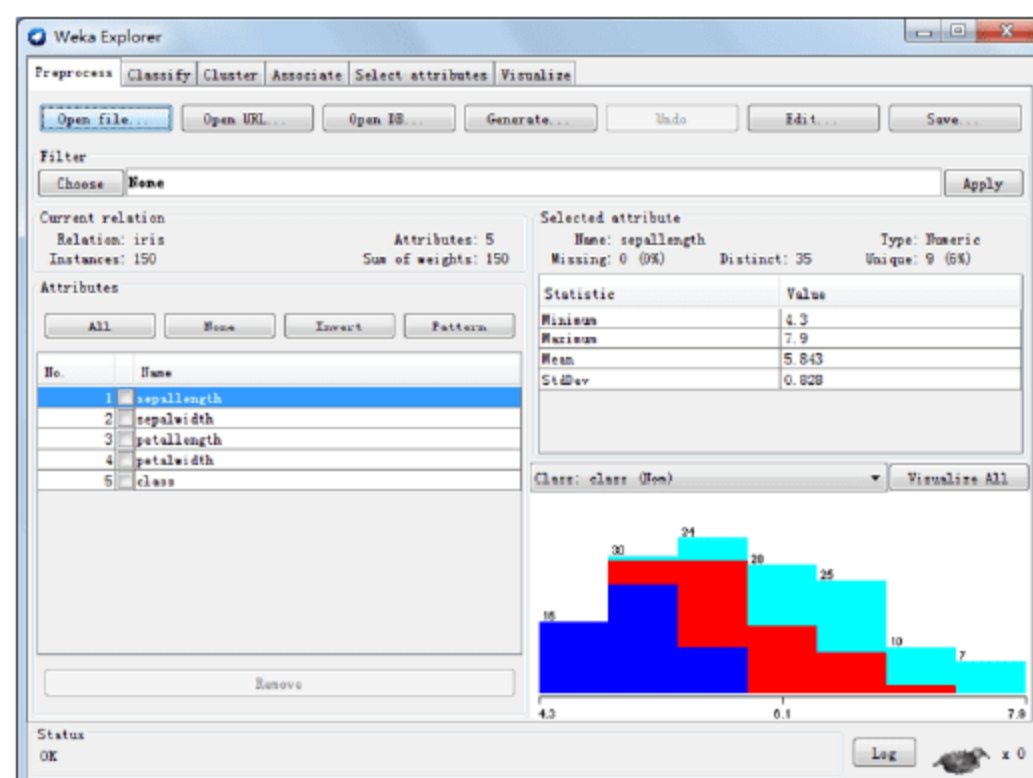 Weka Explorer
Preprocess Classify Cluster Associate Select attributes Visualize
Open file... Open URL... Open DB... Generate... Undo Edit... Save...
Filter
Choose None Apply
Current relation
Relation: iris Attributes: 5
Instances: 150 Sum of weights: 150
Selected attribute
Name: sepallength Type: Numeric
Missing: 0 (0%) Distinct: 35 Unique: 9 (6%)
Attributes
All None Invert Pattern
No. Name
1 sepallength
2 sepalwidth
3 petallength
4 petalwidth
5 class
Remove
Statistic Value
Minimum 4.3
Maximum 7.9
Mean 5.843
StdDev 0.828
Class: class (Nom) Visualize All
16 30 24 28 25 10 7
4.3 6.1 7.9
Status
OK
Log x 0